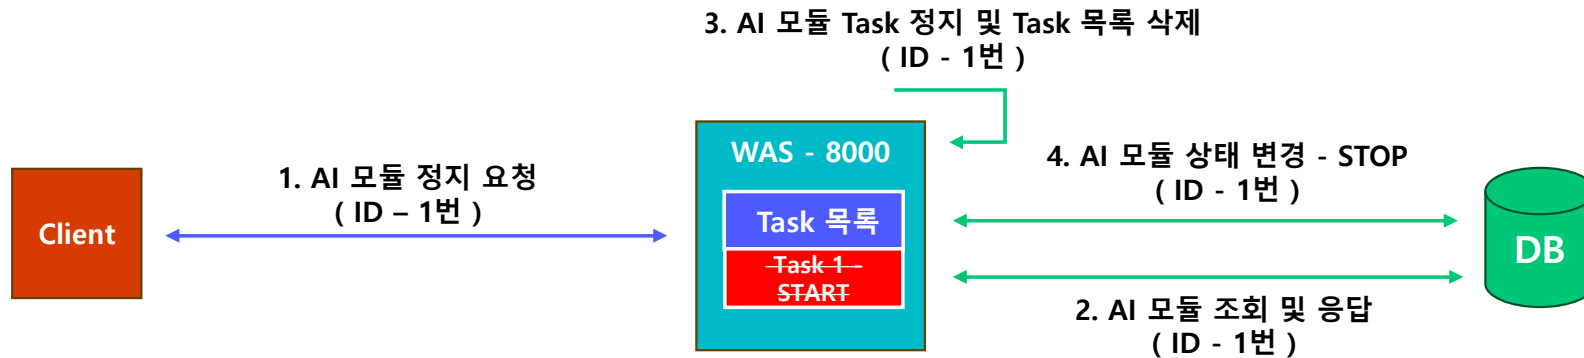 3. AI 모듈 Task 정지 및 Task 목록 삭제
( ID - 1번 )
WAS - 8000
4. AI 모듈 상태 변경 - STOP
( ID - 1번 )
1. AI 모듈 정지 요청
( ID – 1번 )
Client
Task 목록
Task 1 -
START
DB
2. AI 모듈 조회 및 응답
( ID - 1번 )